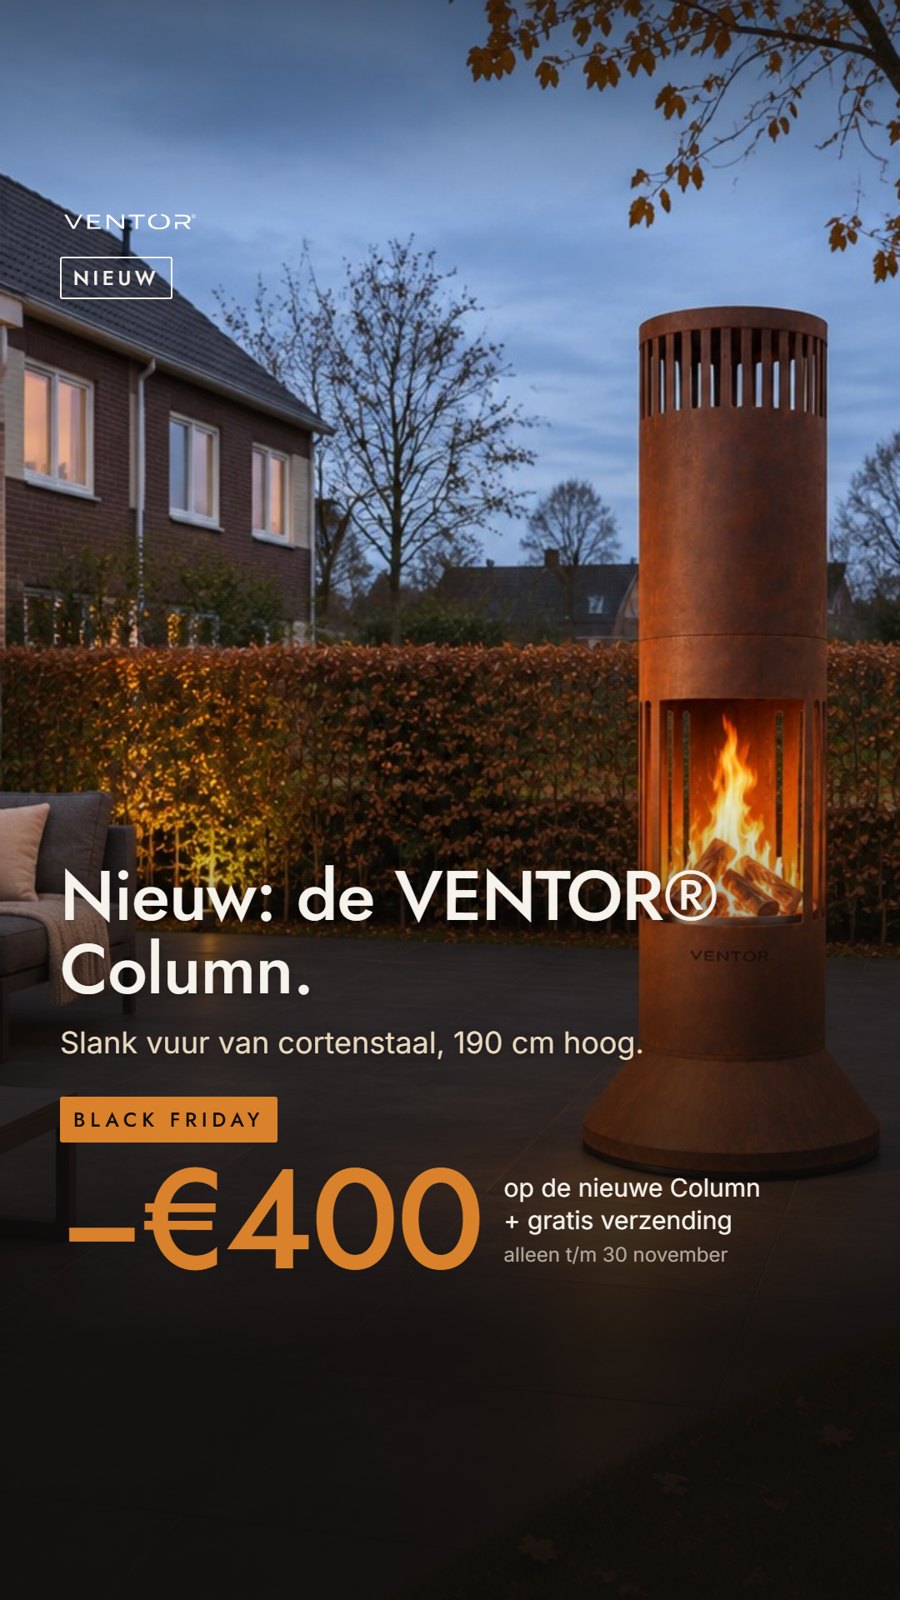 VENTOR®
NIEUW
Nieuw: de VENTOR®
Column.
VENTOR
Slank vuur van cortenstaal, 190 cm hoog.
BLACK FRIDAY
–€400
op de nieuwe Column
+ gratis verzending
alleen t/m 30 november